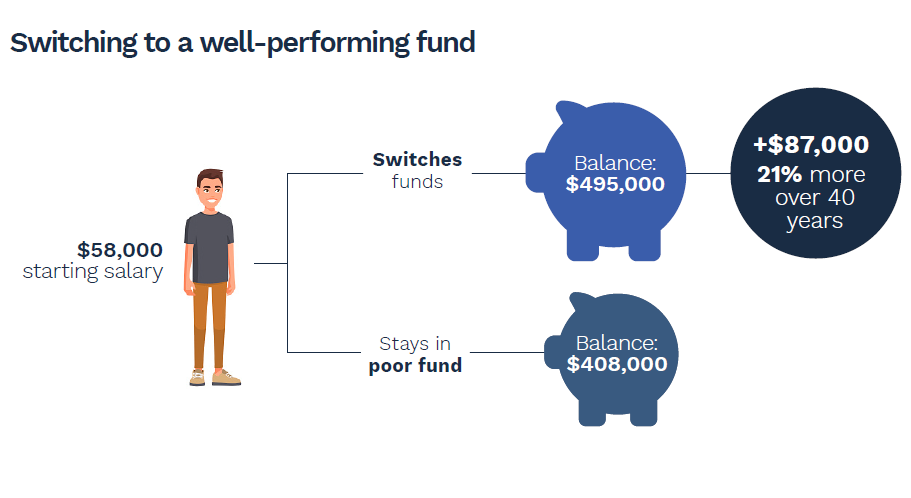 Switching to a well-performing fund
$58,000
starting salary
Switches
funds
Balance:
$495,000
+$87,000
21% more
over 40
years
Stays in
poor fund
Balance:
$408,000